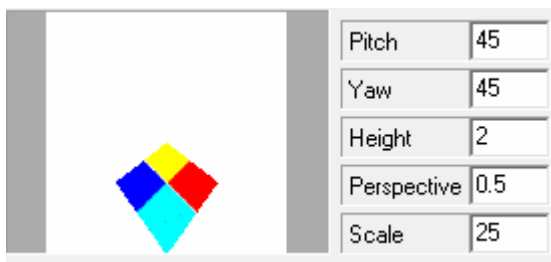 Pitch 45
Yaw 45
Height 2
Perspective 0.5
Scale 25